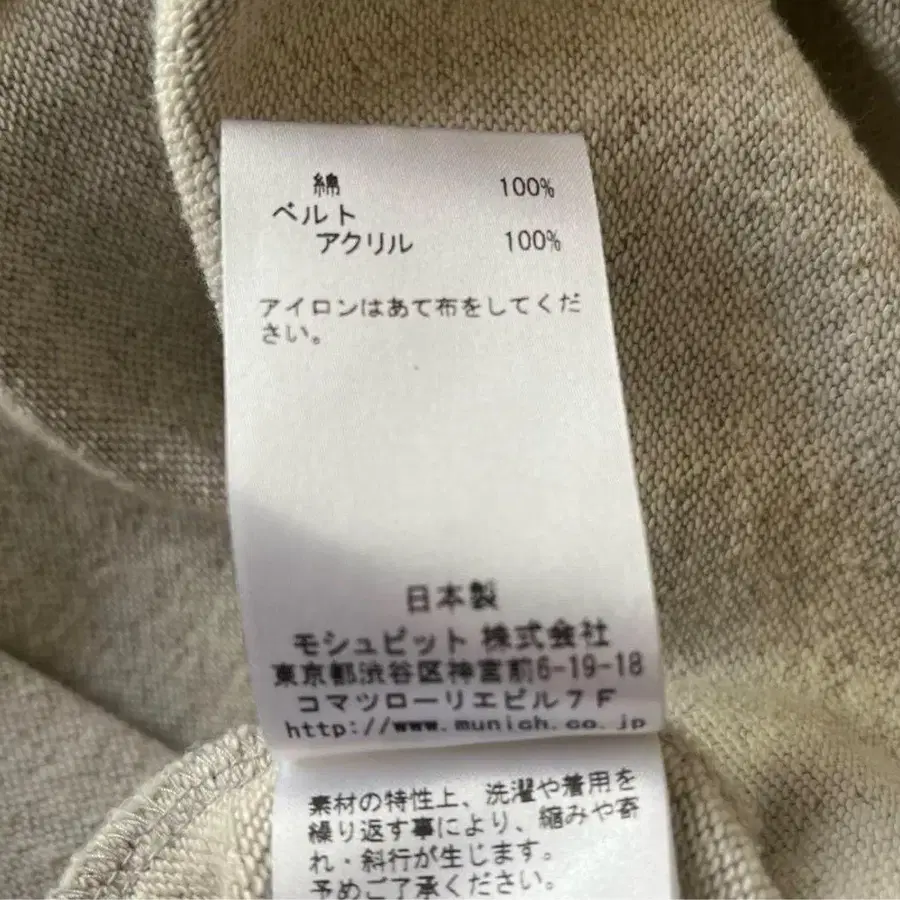 綿 100%
ベルト
アクリル 100%
アイロンはあて布をしてくだ
さい。
日本製
モシュピット 株式会社
東京都渋谷区神宮前6-19-18
コマツローリエビル7F
http://www.munich.co.jp
素材の特性上、洗濯や着用を
繰り返す事により、縮みや寄
れ・斜行が生じます。
予めご了承ください。